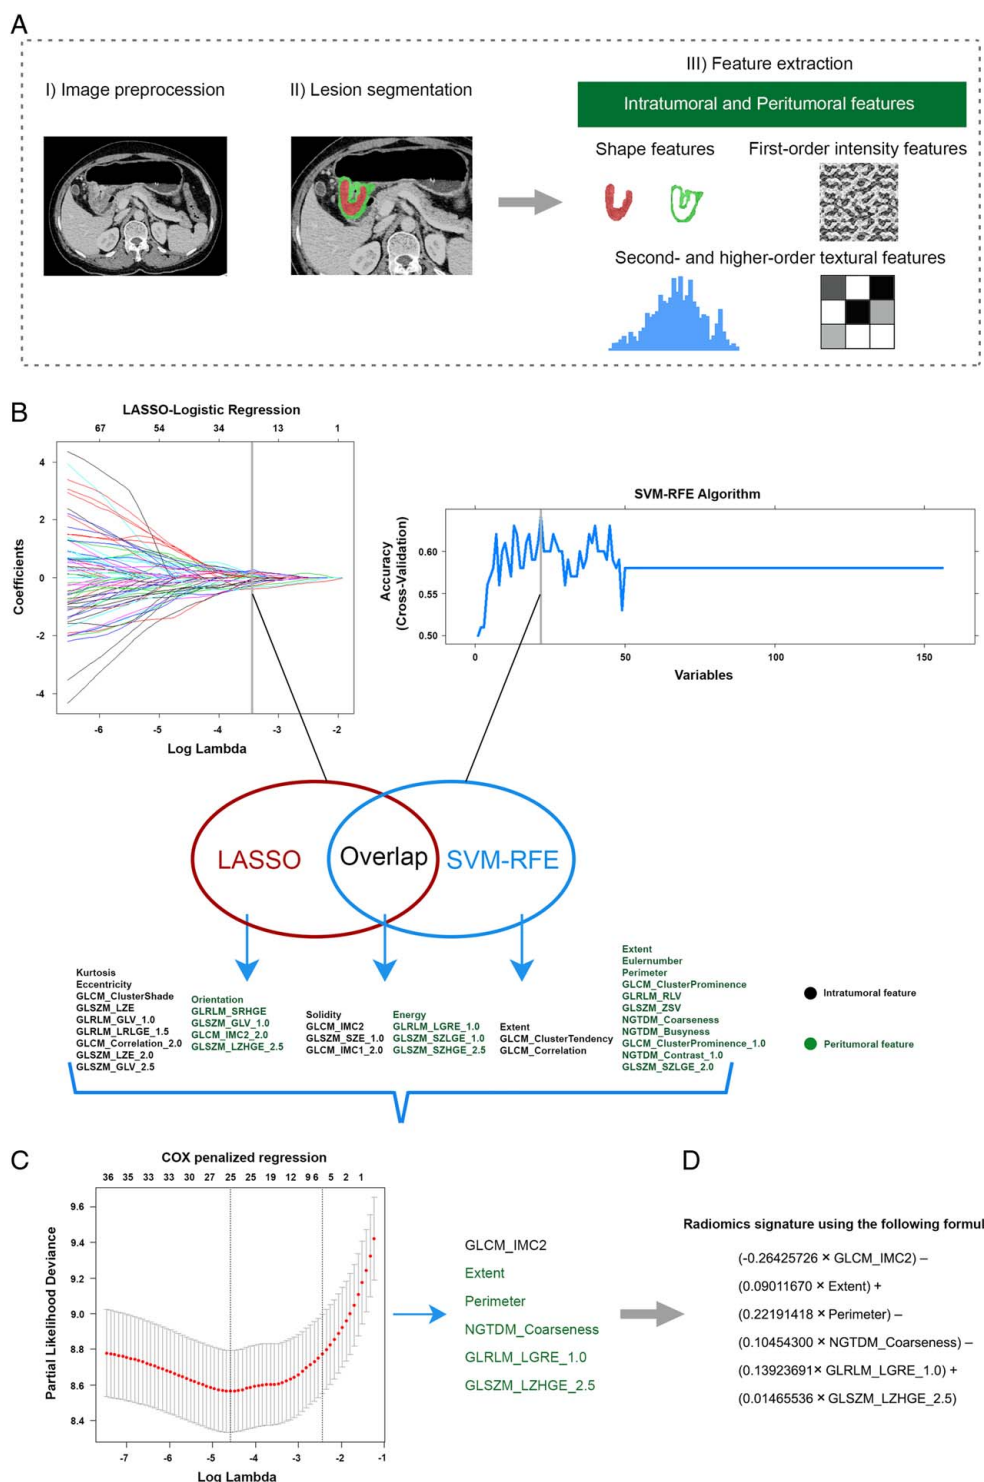 A
I) Image preprocession
II) Lesion segmentation
III) Feature extraction
Intratumoral and Peritumoral features
Shape features
First-order intensity features
Second- and higher-order textural features
B
LASSO-Logistic Regression
67 54 34 13 1
4
2
0
-2
-4
Coefficients
-6 -5 -4 -3 -2
Log Lambda
SVM-RFE Algorithm
Accuracy
(Cross-Validation)
0.60
0.55
0.50
0 50 100 150
Variables
LASSO
Overlap
SVM-RFE
Kurtosis
Eccentricity
GLCM_ClusterShade
GLSZM_LZE
GLRLM_GLV_1.0
GLRLM_LRLGE_1.5
GLCM_Correlation_2.0
GLSZM_LZE_2.0
GLSZM_GLV_2.5
Orientation
GLRLM_SRHGE
GLSZM_GLV_1.0
GLCM_IMC2_2.0
GLSZM_LZHGE_2.5
Solidity
GLCM_IMC2
GLSZM_SZE_1.0
GLCM_IMC1_2.0
Energy
GLRLM_LGRE_1.0
GLSZM_SZLGE_1.0
GLSZM_SZHGE_2.5
Extent
GLCM_ClusterTendency
GLCM_Correlation
Extent
Eulernumber
Perimeter
GLCM_ClusterProminence
GLRLM_RLV
GLSZM_ZSV
NGTDM_Coarseness
NGTDM_Busyness
GLCM_ClusterProminence_1.0
NGTDM_Contrast_1.0
GLSZM_SZLGE_2.0
Intratumoral feature
Peritumoral feature
C
COX penalized regression
36 35 33 33 30 27 25 25 19 12 9 6 5 2 1
9.6
9.4
9.2
9.0
8.8
8.6
8.4
Partial Likelihood Deviance
-7 -6 -5 -4 -3 -2 -1
Log Lambda
GLCM_IMC2
Extent
Perimeter
NGTDM_Coarseness
GLRLM_LGRE_1.0
GLSZM_LZHGE_2.5
D
Radiomics signature using the following formul
(-0.26425726 × GLCM_IMC2) –
(0.09011670 × Extent) +
(0.22191418 × Perimeter) –
(0.10454300 × NGTDM_Coarseness) –
(0.13923691× GLRLM_LGRE_1.0) +
(0.01465536 × GLSZM_LZHGE_2.5)